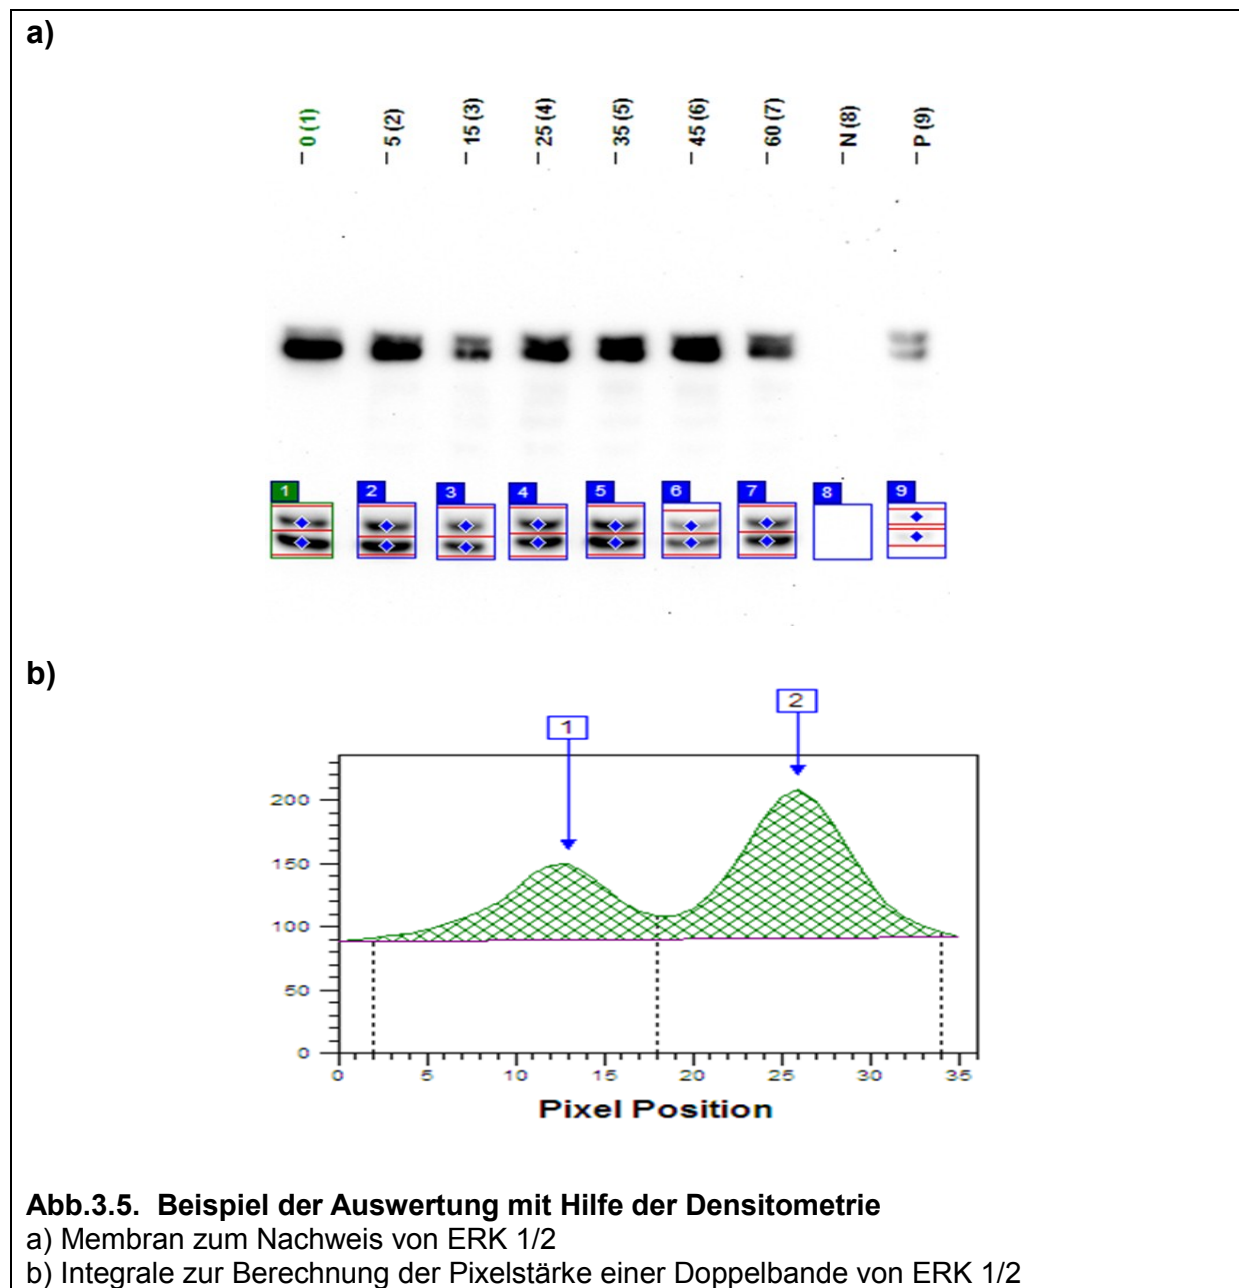 a)
0 (1) 5 (2) 15 (3) 25 (4) 35 (5) 45 (6) 60 (7) N (8) P (9)
1 2 3 4 5 6 7 8 9
b)
2
1
200
150
100
50
0
0 5 10 15 20 25 30 35
Pixel Position
Abb.3.5. Beispiel der Auswertung mit Hilfe der Densitometrie
a) Membran zum Nachweis von ERK 1/2
b) Integrale zur Berechnung der Pixelstärke einer Doppelbande von ERK 1/2